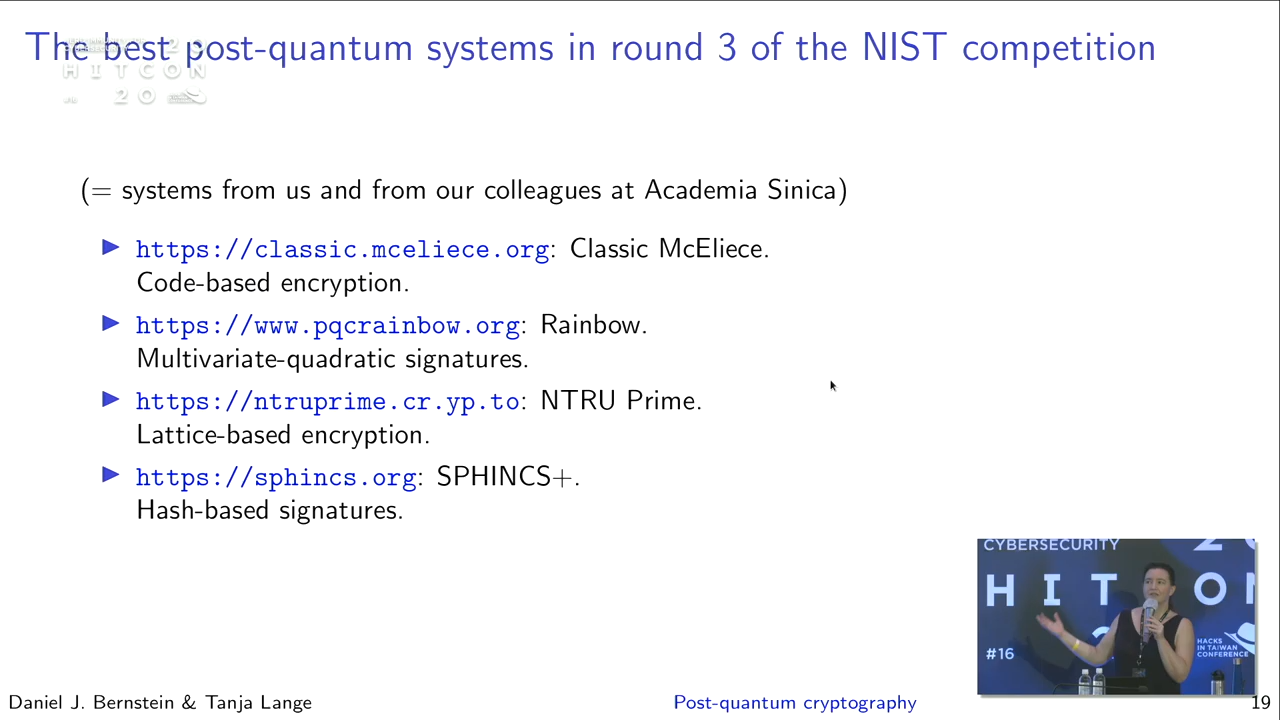 The best post-quantum systems in round 3 of the NIST competition
HITCON
20
(= systems from us and from our colleagues at Academia Sinica)
▶ https://classic.mceliece.org: Classic McEliece.
Code-based encryption.
▶ https://www.pqcrainbow.org: Rainbow.
Multivariate-quadratic signatures.
▶ https://ntruprime.cr.yp.to: NTRU Prime.
Lattice-based encryption.
▶ https://sphincs.org: SPHINCS+.
Hash-based signatures.
CYBERSECURITY
HIT ON
#16
HACKS
IN TAIWAN
CONFERENCE
Daniel J. Bernstein & Tanja Lange
Post-quantum cryptography
19